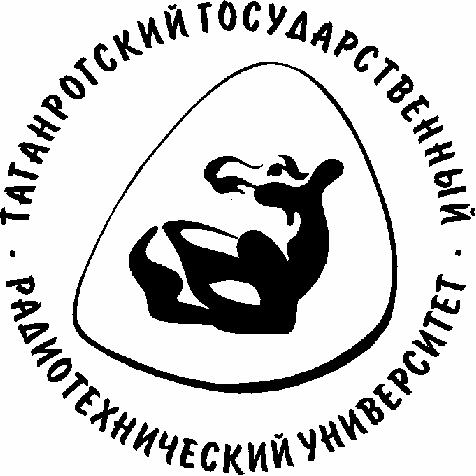 ТАГАНРОГСКИЙ ГОСУДАРСТВЕННЫЙ
· РАДИОТЕХНИЧЕСКИЙ УНИВЕРСИТЕТ ·